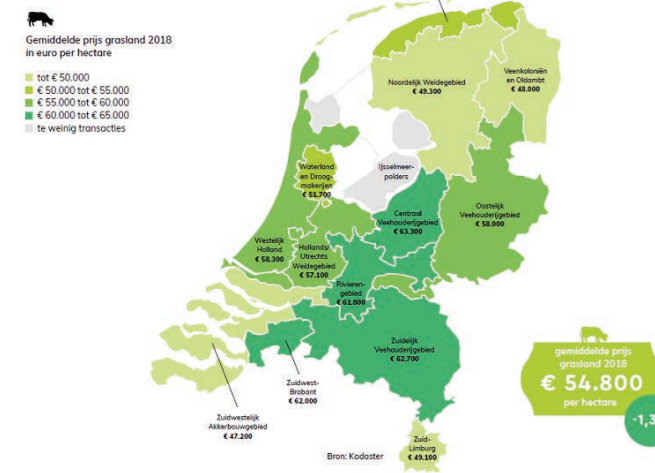 Gemiddelde prijs grasland 2018
in euro per hectare
tot € 50.000
€ 50.000 tot € 55.000
€ 55.000 tot € 60.000
€ 60.000 tot € 65.000
te weinig transacties
Noordelijk Weidegebied
€ 49.300
Veenkoloniën
en Oldambt
€ 48.000
Waterland
en Droog-
makerijen
€ 51.700
IJsselmeer-
polders
Centraal
Veehouderijgebied
€ 63.300
Oostelijk
Veehouderijgebied
€ 58.000
Westelijk
Holland
€ 58.300
Hollands/
Utrechts
Weidegebied
€ 57.100
Rivieren-
gebied
€ 61.800
Zuidelijk
Veehouderijgebied
€ 62.700
Zuidwest-
Brabant
€ 62.000
Zuidwestelijk
Akkerbouwgebied
€ 47.200
Zuid-
Limburg
€ 49.100
Bron: Kadaster
gemiddelde prijs
grasland 2018
€ 54.800
per hectare
-1,3